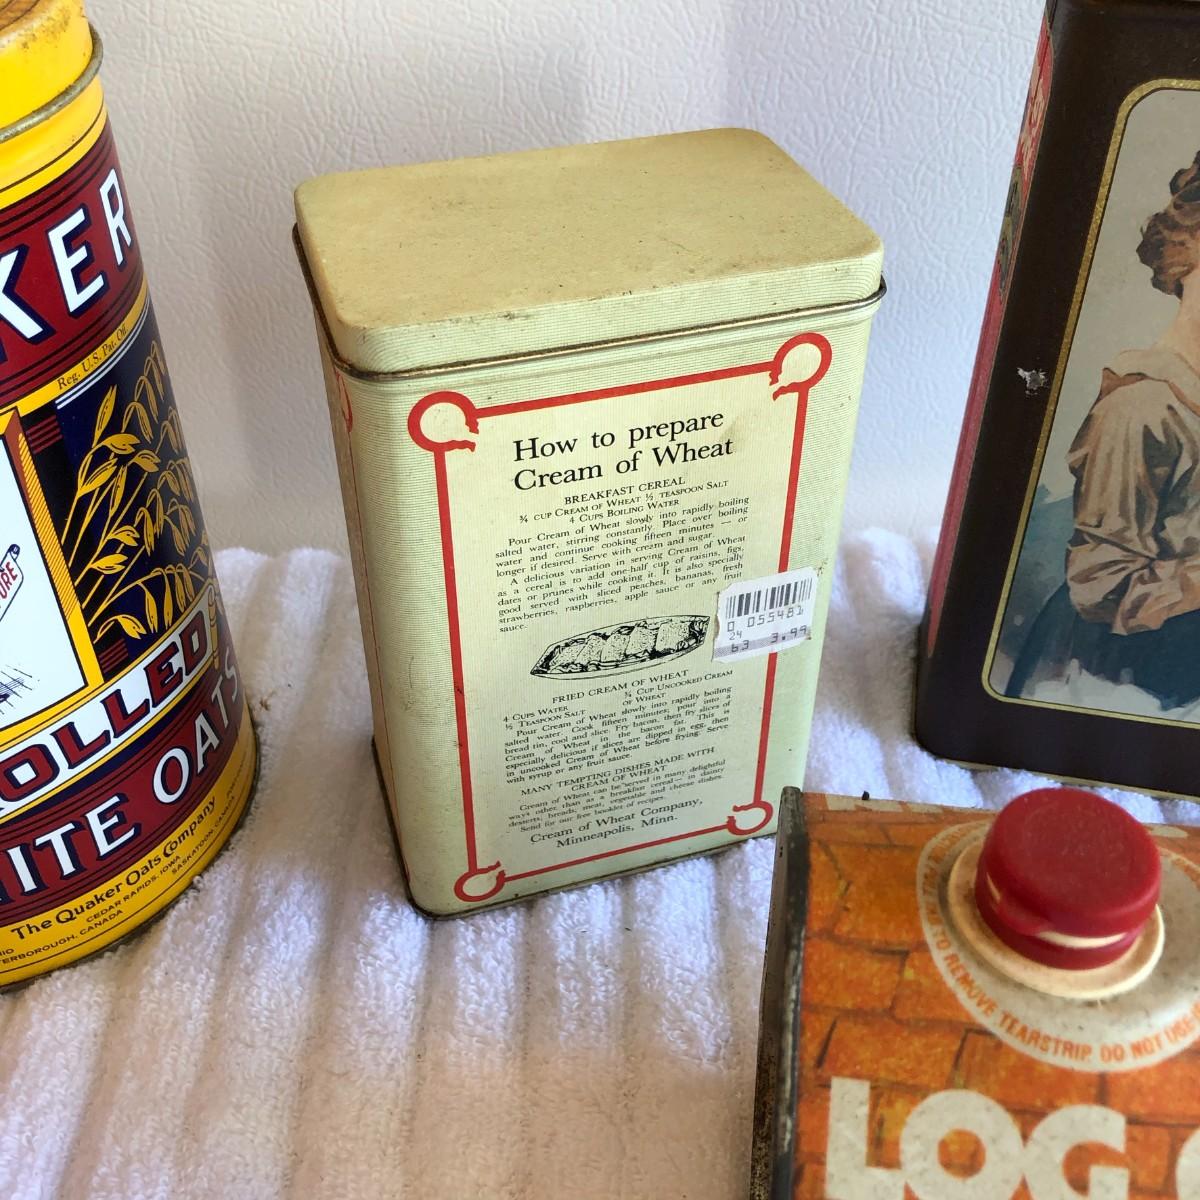 KER
Reg. U.S. Pat. Off.
PURE
ROLLED
WHITE OATS
The Quaker Oats Company
CEDAR RAPIDS, IOWA
SASKATOON, CANADA
How to prepare
Cream of Wheat
BREAKFAST CEREAL
¾ CUP CREAM OF WHEAT ½ TEASPOON SALT
4 CUPS BOILING WATER
Pour Cream of Wheat slowly into rapidly boiling
salted water, stirring constantly. Place over boiling
water and continue cooking fifteen minutes — or
longer if desired. Serve with cream and sugar.
A delicious variation in serving Cream of Wheat
as a cereal is to add one-half cup of raisins, figs,
dates or prunes while cooking it. It is also specially
good served with sliced peaches, bananas, fresh
strawberries, raspberries, apple sauce or any fruit
sauce.
0 055481
24
63 3.99
FRIED CREAM OF WHEAT
4 CUPS WATER ¾ CUP UNCOOKED CREAM
½ TEASPOON SALT OF WHEAT
Pour Cream of Wheat slowly into rapidly boiling
salted water. Cook fifteen minutes; pour into a
bread tin, cool and slice. Fry bacon, then fry slices of
Cream of Wheat in the bacon fat. This is
especially delicious if slices are dipped in egg, then
in uncooked Cream of Wheat before frying. Serve
with syrup or any fruit sauce.
MANY TEMPTING DISHES MADE WITH
CREAM OF WHEAT
Cream of Wheat can be served in many delightful
ways other than as a breakfast cereal — in dainty
desserts, breads, meat, vegetable and cheese dishes.
Send for our free booklet of recipes.
Cream of Wheat Company,
Minneapolis, Minn.
TO REMOVE TEARSTRIP. DO NOT USE
LOG